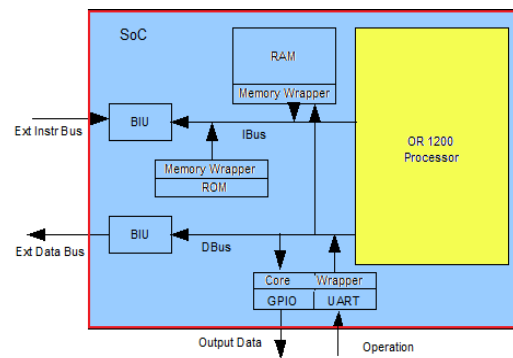 SoC
RAM
Memory Wrapper
OR 1200
Processor
Ext Instr Bus
BIU
IBus
Memory Wrapper
ROM
BIU
Ext Data Bus
DBus
Core Wrapper
GPIO UART
Output Data
Operation